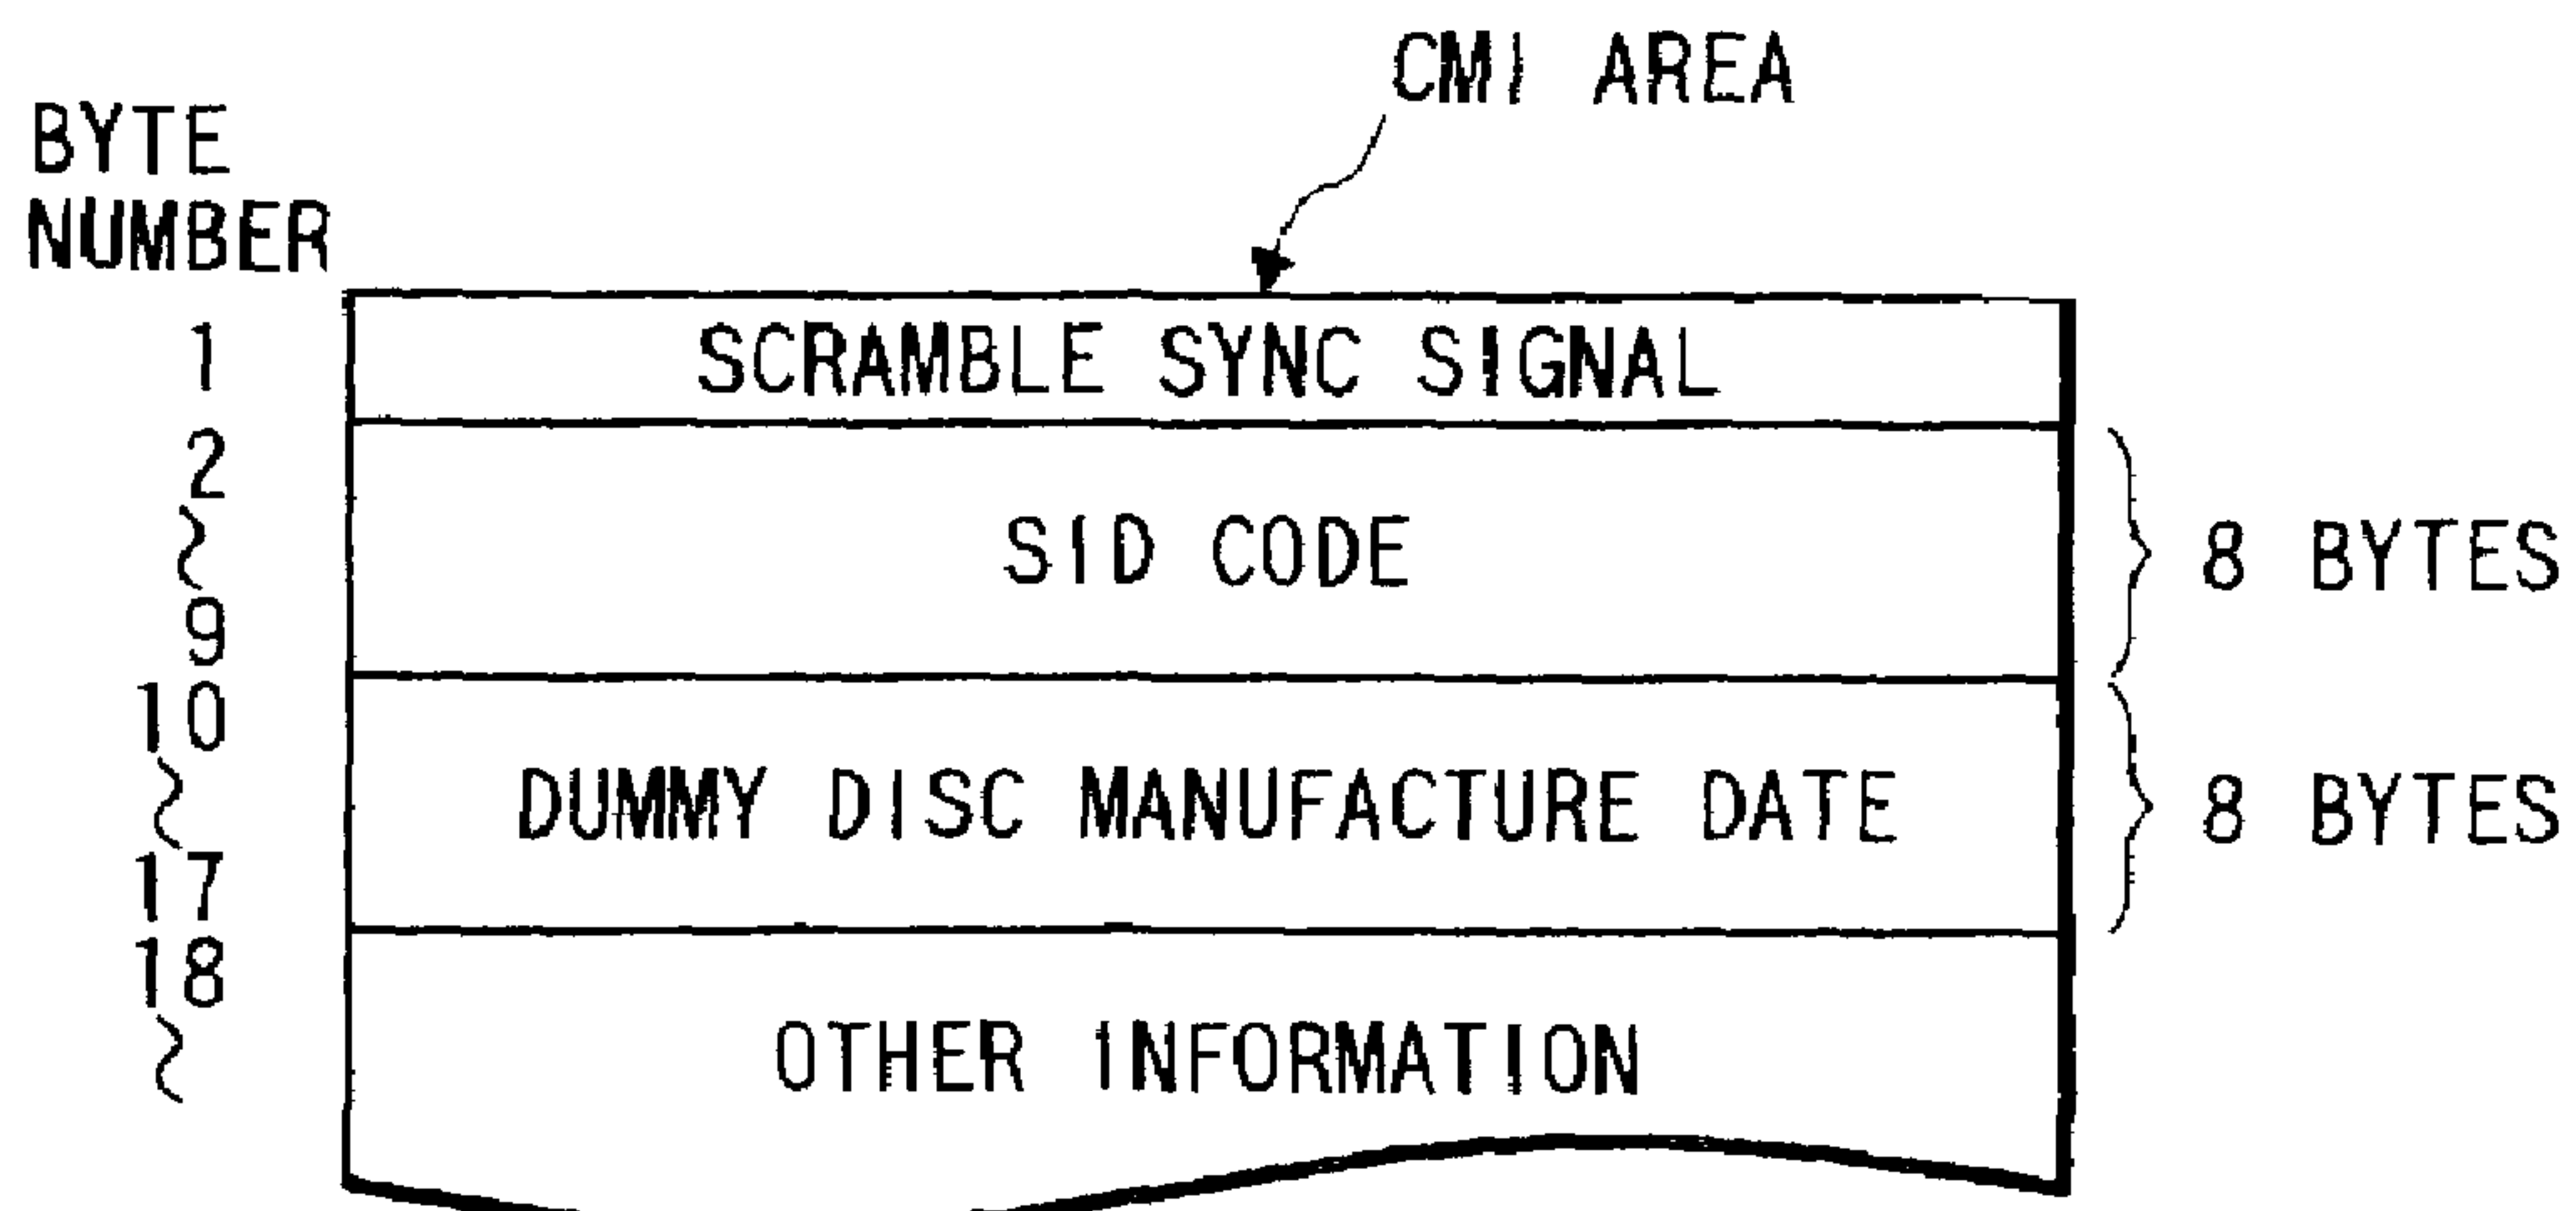 CMI AREA
BYTE
NUMBER
1 SCRAMBLE SYNC SIGNAL
2
~
9
SID CODE
8 BYTES
10
~
17
DUMMY DISC MANUFACTURE DATE
8 BYTES
18
~
OTHER INFORMATION